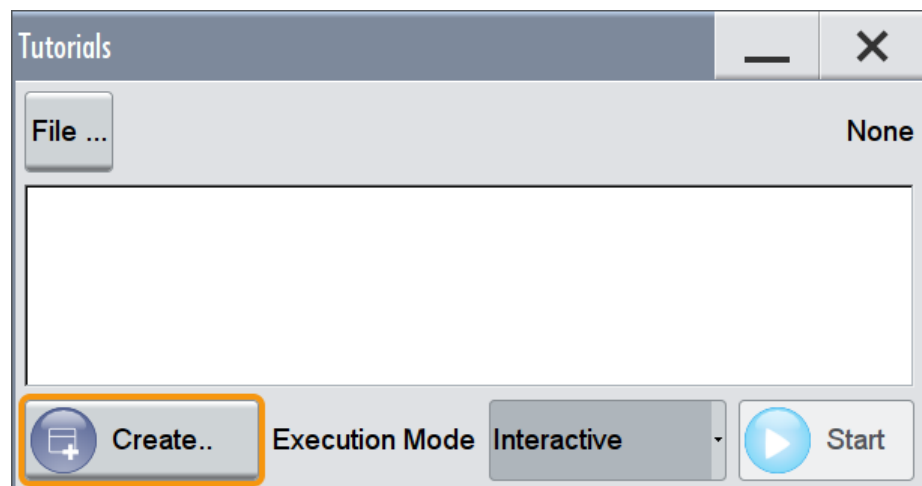 Tutorials
File ...
None
Create..
Execution Mode
Interactive
Start